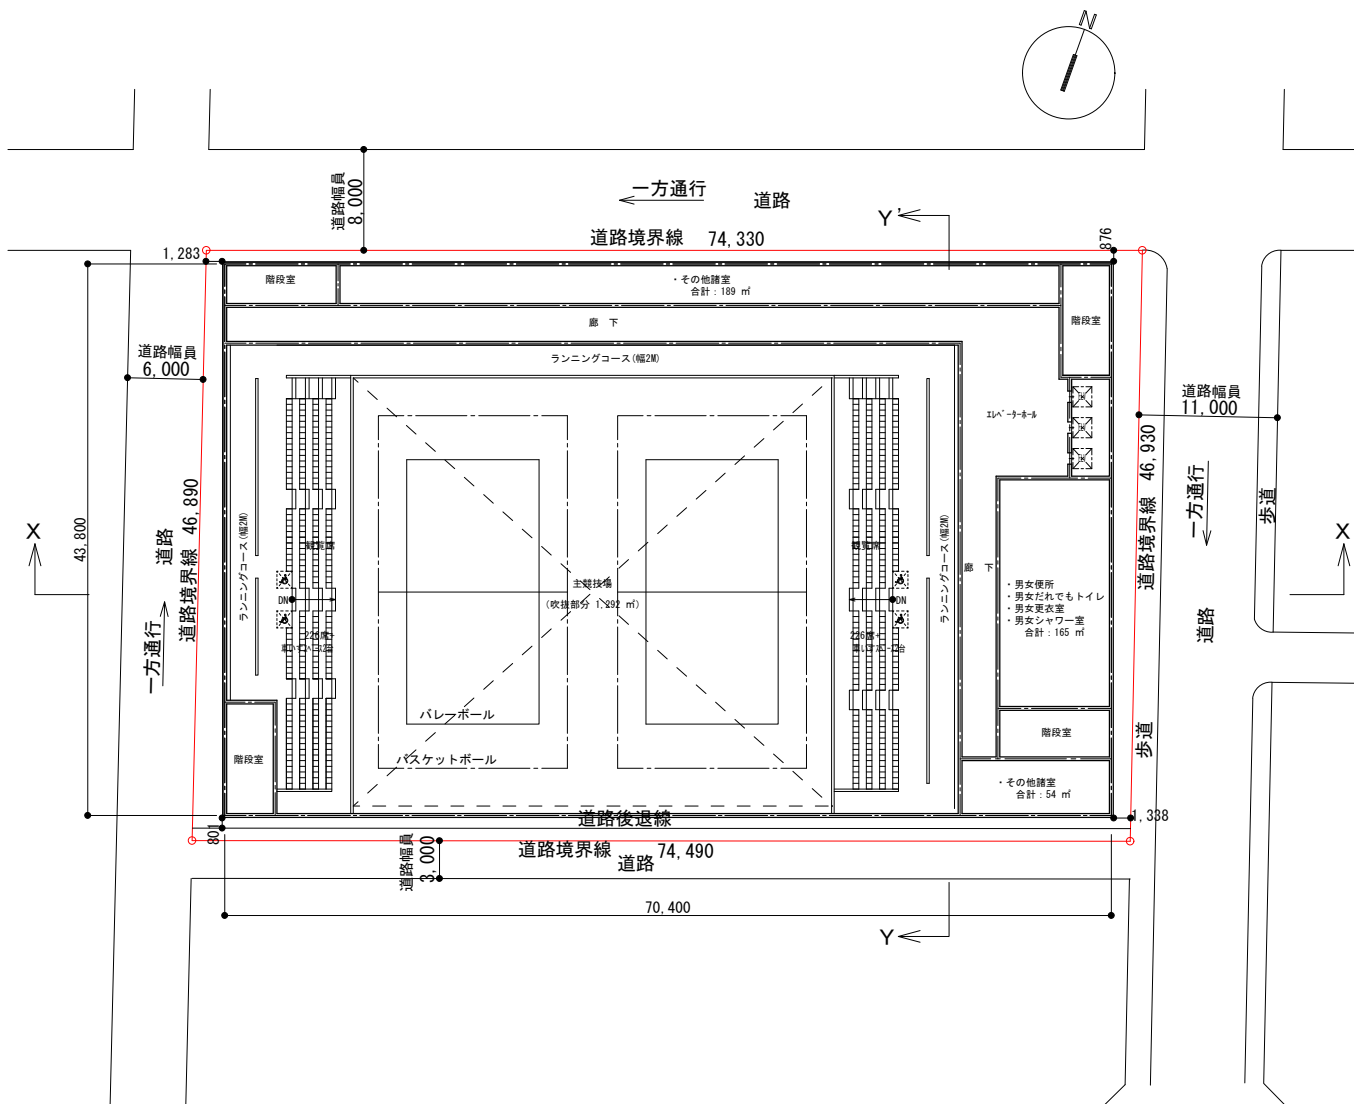 N
道路幅員
8,000
一方通行
道路
Y'
道路境界線 74,330
876
1,283
階段室
・その他諸室
合計：189 ㎡
階段室
廊 下
ランニングコース(幅2M)
道路幅員
6,000
道路幅員
11,000
エレベーターホール
道路境界線 46,890
道路
一方通行
43,800
X
ランニングコース(幅2M)
観覧席
DN
226席+
主競技場
(吹抜部分 1,292 ㎡)
観覧席
DN
226席+
ランニングコース(幅2M)
廊 下
・男女便所
・男女だれでもトイレ
・男女更衣室
・男女シャワー室
合計：165 ㎡
道路境界線 46,930
一方通行
歩道
道路
X
バレーボール
バスケットボール
階段室
階段室
歩道
・その他諸室
合計：54 ㎡
1,338
801
道路後退線
道路境界線 74,490
道路幅員
3,000
道路
70,400
Y